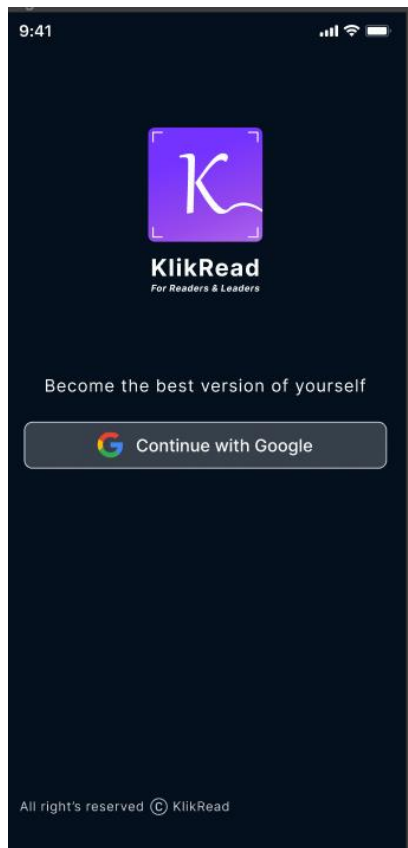 9:41
K
KlikRead
For Readers & Leaders
Become the best version of yourself
Continue with Google
All right's reserved © KlikRead